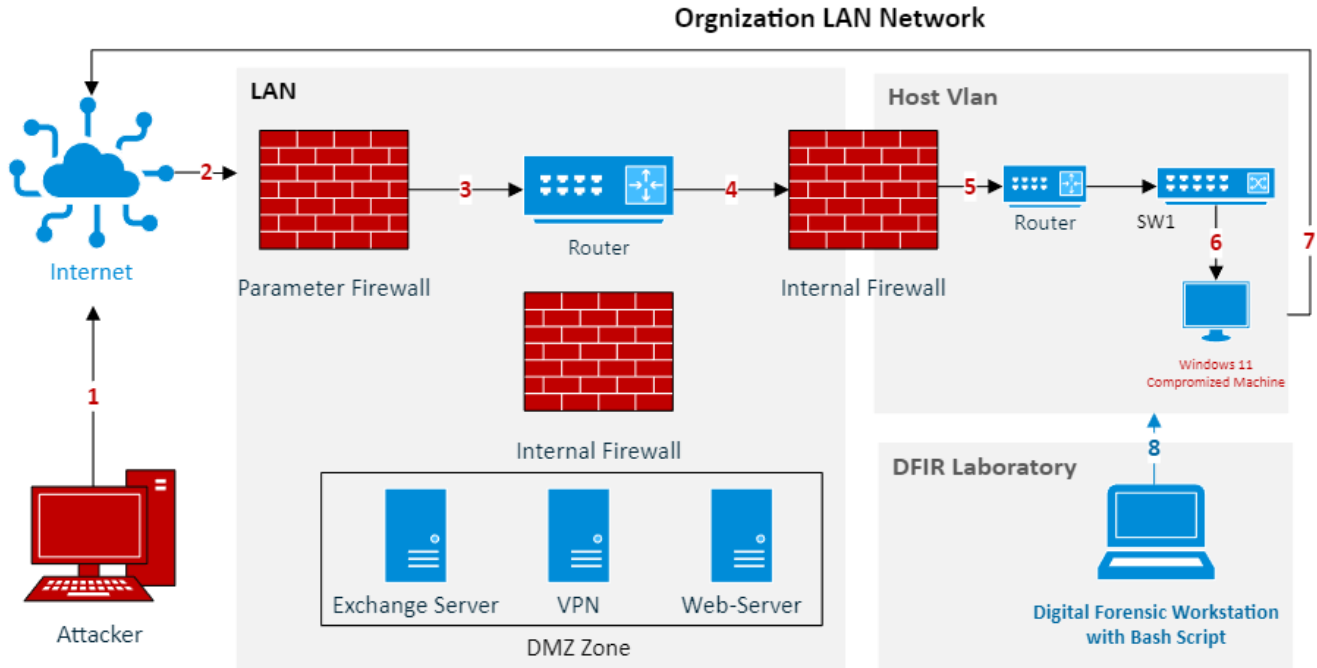 Orgnization LAN Network
LAN
Host Vlan
2
3
4
5
Router
SW1
6
7
Router
Internet
Parameter Firewall
Internal Firewall
Windows 11
Compromized Machine
1
Internal Firewall
8
DFIR Laboratory
Exchange Server
VPN
Web-Server
DMZ Zone
Attacker
Digital Forensic Workstation
with Bash Script